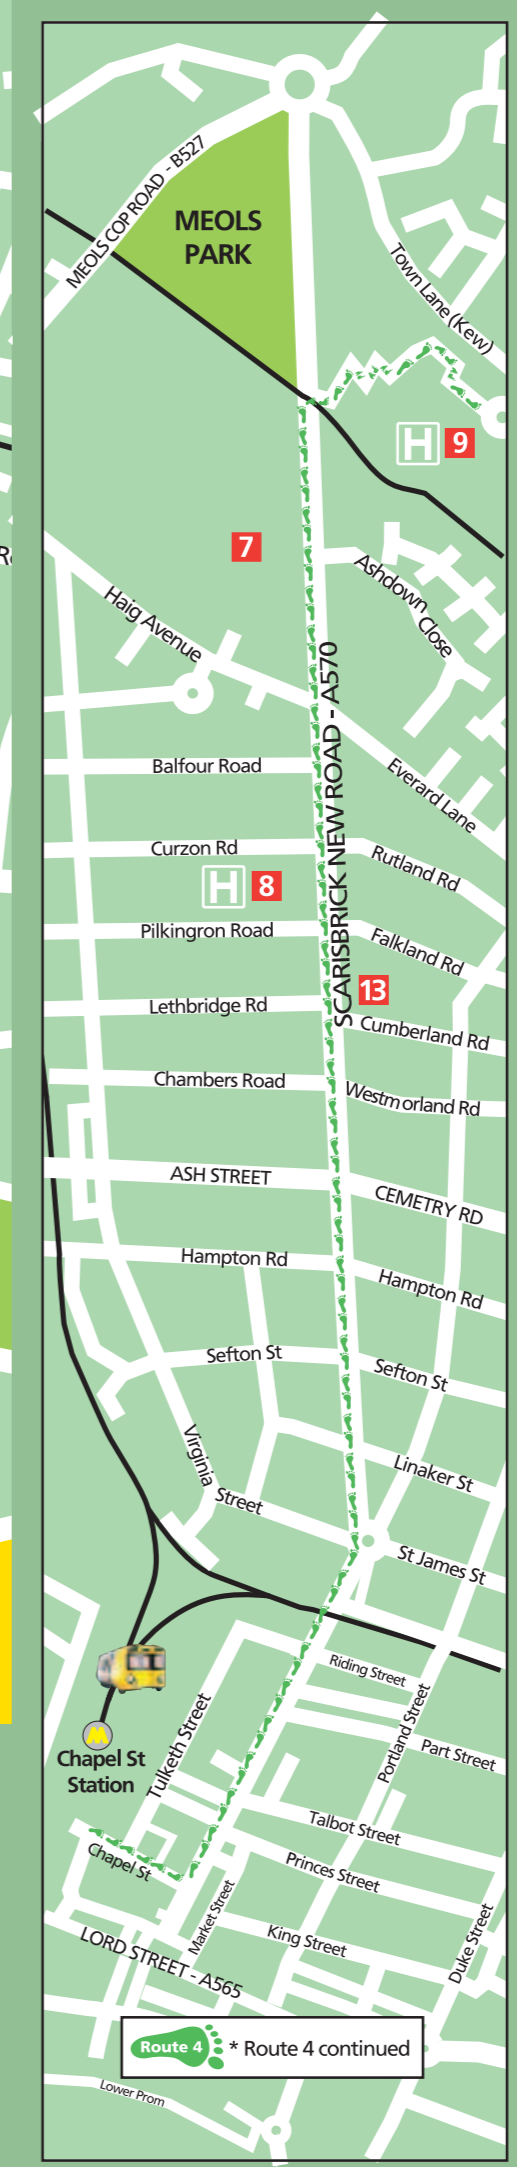 MEOLS COP ROAD - B527
MEOLS
PARK
Town Lane (Kew)
H 9
7
Ashdown
Close
Haig Avenue
SCARISBRICK NEW ROAD - A570
Balfour Road
Everard Lane
Curzon Rd
Rutland Rd
H 8
Pilkingron Road
Falkland Rd
13
Lethbridge Rd
Cumberland Rd
Chambers Road
Westmorland Rd
ASH STREET
CEMETRY RD
Hampton Rd
Hampton Rd
Sefton St
Sefton St
Virginia
Street
Linaker St
St James St
Riding Street
M
Chapel St
Station
Tulketh Street
Portland Street
Part Street
Talbot Street
Chapel St
Princes Street
Market Street
King Street
Duke Street
LORD STREET - A565
Route 4 * Route 4 continued
Lower Prom